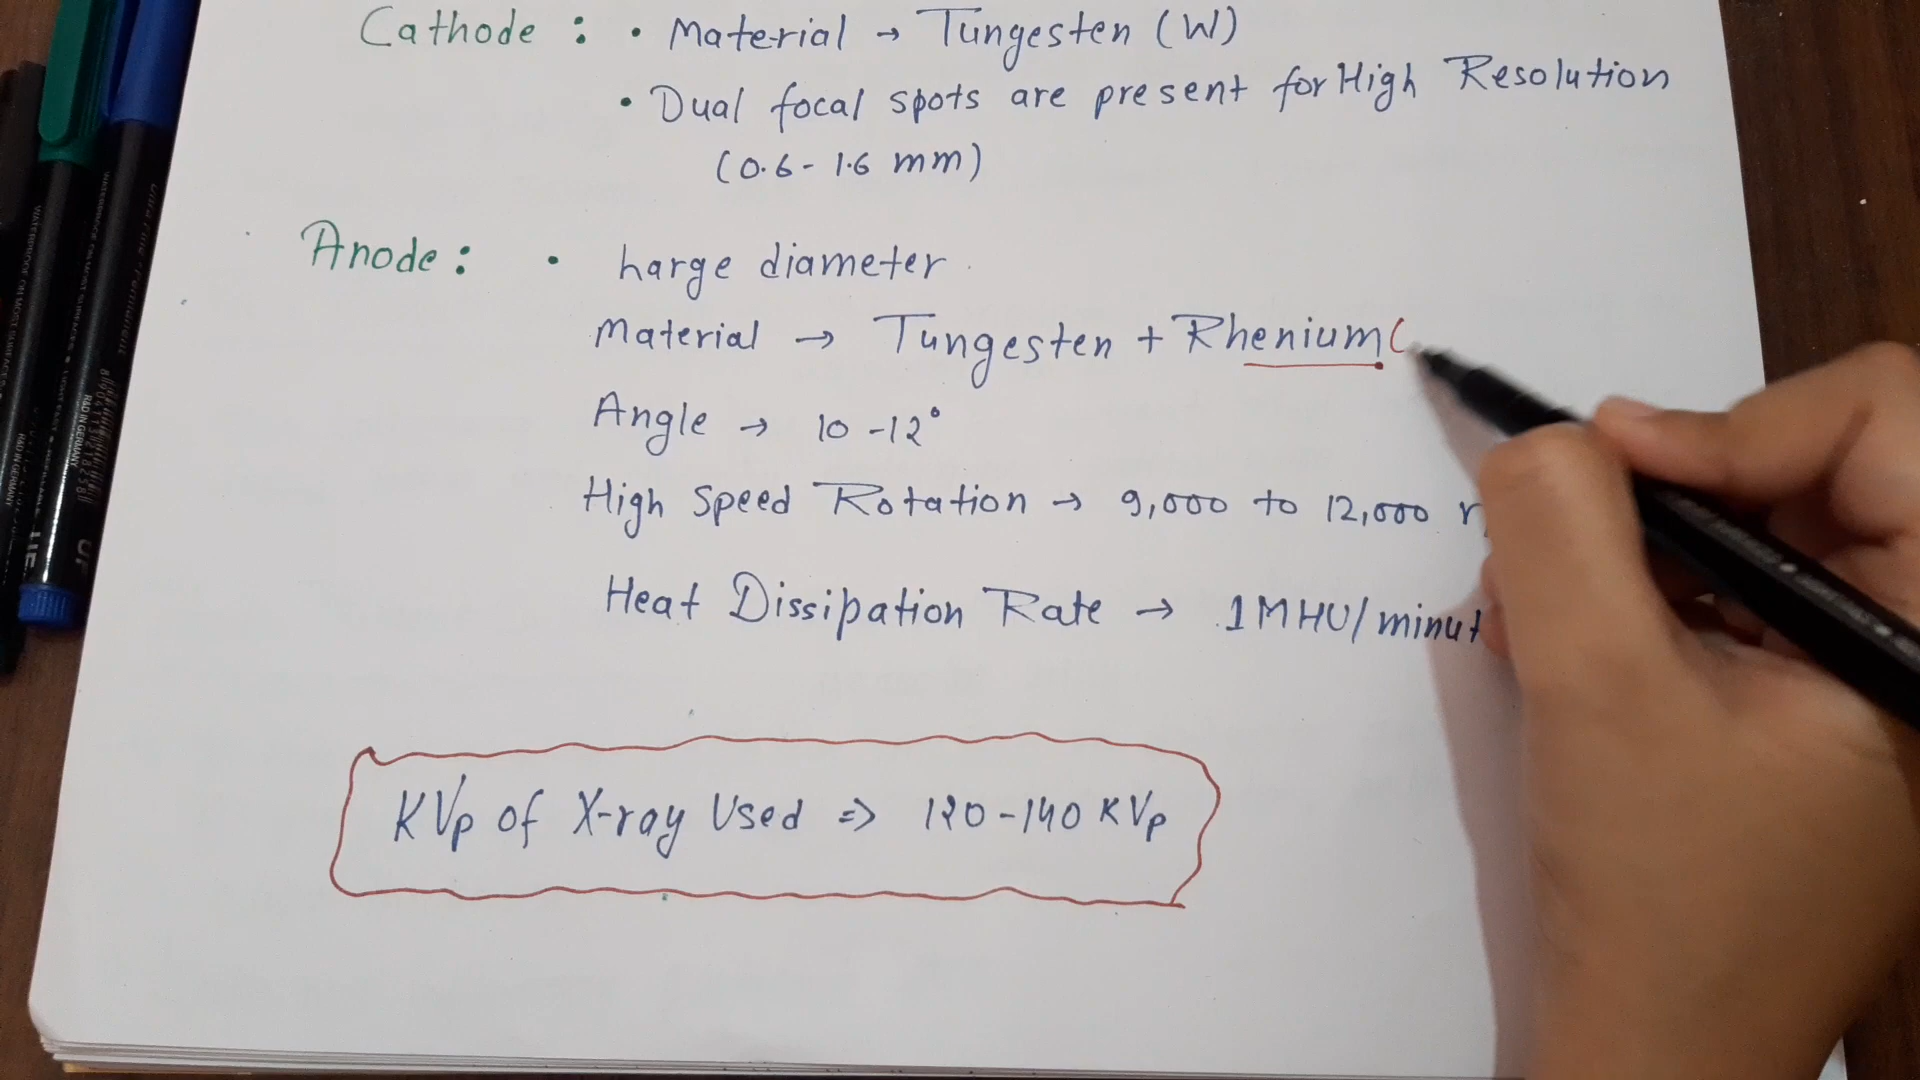 Cathode : • Material → Tungesten (W)
• Dual focal spots are present for High Resolution
(0.6 - 1.6 mm)
Anode : • Large diameter
Material → Tungesten + Rhenium (
Angle → 10 - 12°
High Speed Rotation → 9,000 to 12,000 r
Heat Dissipation Rate → 1 MHU/minut
KVp of X-ray Used => 120 - 140 KVp